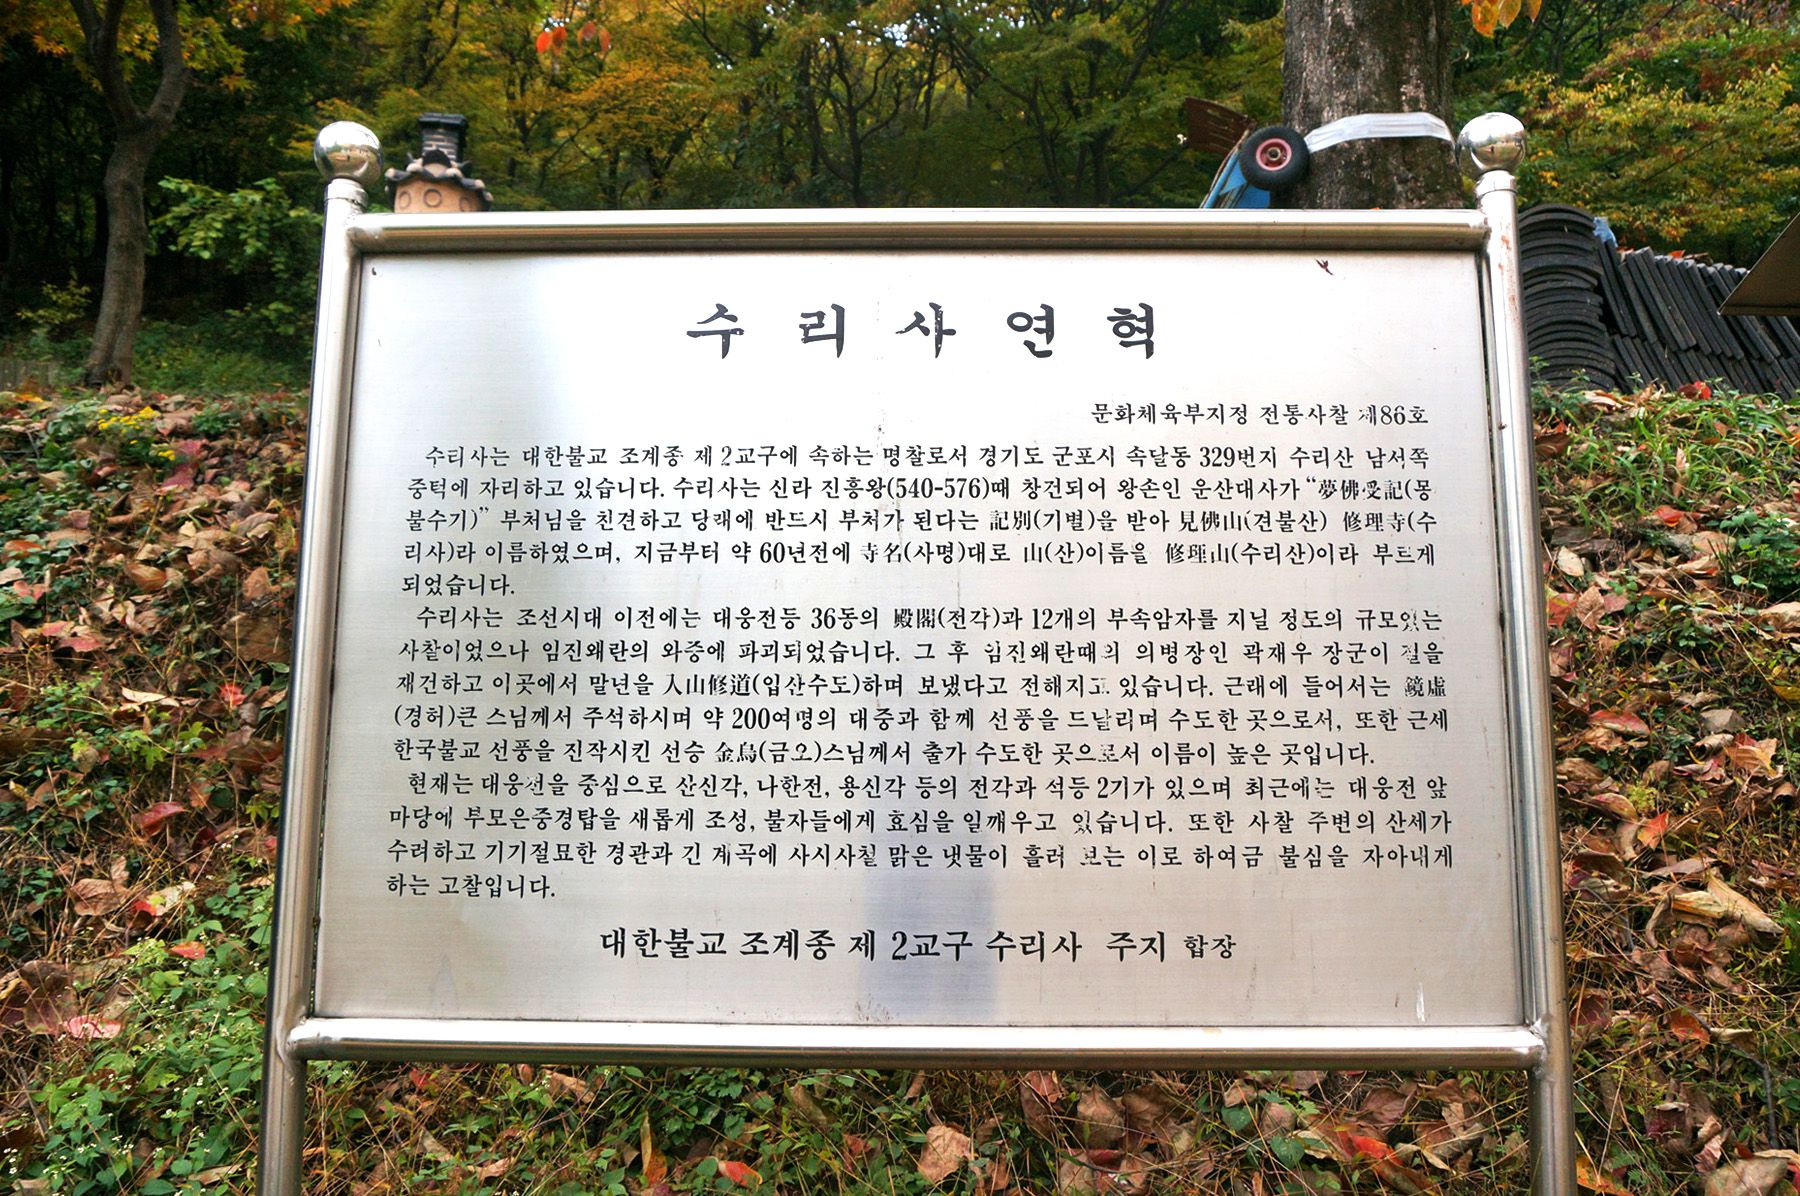 수리사연혁
문화체육부지정 전통사찰 제86호
수리사는 대한불교 조계종 제 2교구에 속하는 명찰로서 경기도 군포시 속달동 329번지 수리산 남서쪽
중턱에 자리하고 있습니다. 수리사는 신라 진흥왕(540-576)때 창건되어 왕손인 운산대사가 “夢佛受記(몽
불수기)” 부처님을 친견하고 당래에 반드시 부처가 된다는 記別(기별)을 받아 見佛山(견불산) 修理寺(수
리사)라 이름하였으며, 지금부터 약 60년전에 寺名(사명)대로 山(산)이름을 修理山(수리산)이라 부르게
되었습니다.
수리사는 조선시대 이전에는 대웅전등 36동의 殿閣(전각)과 12개의 부속암자를 지닐 정도의 규모있는
사찰이었으나 임진왜란의 와중에 파괴되었습니다. 그 후 임진왜란때의 의병장인 곽재우 장군이 절을
재건하고 이곳에서 말년을 入山修道(입산수도)하며 보냈다고 전해지고 있습니다. 근래에 들어서는 鏡虛
(경허)큰 스님께서 주석하시며 약 200여명의 대중과 함께 선풍을 드날리며 수도한 곳으로서, 또한 근세
한국불교 선풍을 진작시킨 선승 金烏(금오)스님께서 출가 수도한 곳으로서 이름이 높은 곳입니다.
현재는 대웅전을 중심으로 산신각, 나한전, 용신각 등의 전각과 석등 2기가 있으며 최근에는 대웅전 앞
마당에 부모은중경탑을 새롭게 조성, 불자들에게 효심을 일깨우고 있습니다. 또한 사찰 주변의 산세가
수려하고 기기절묘한 경관과 긴 계곡에 사시사철 맑은 냇물이 흘러 보는 이로 하여금 불심을 자아내게
하는 고찰입니다.
대한불교 조계종 제 2교구 수리사 주지 합장